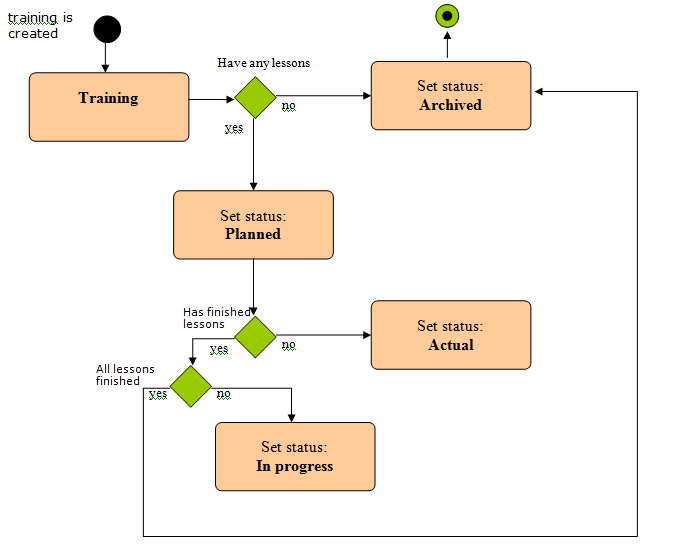 training is
created
Have any lessons
Training
Set status:
Archived
no
yes
Set status:
Planned
Has finished
lessons
Set status:
Actual
yes
no
All lessons
finished
yes
no
Set status:
In progress